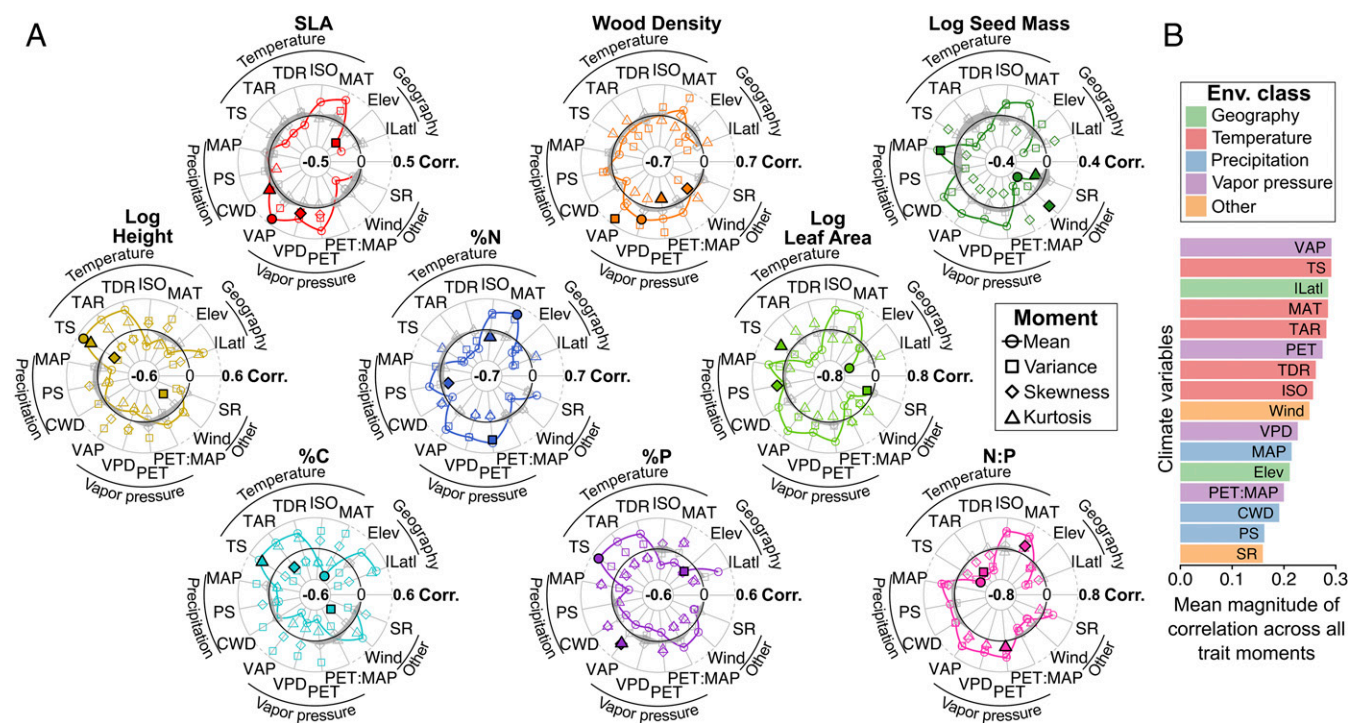 A
SLA
Temperature
TAR
TDR
ISO
MAT
Elev
lLatl
Geography
TS
MAP
PS
CWD
Precipitation
VAP
VPD
PET
PET:MAP
Vapor pressure
Wind
SR
Other
-0.5
0
0.5 Corr.
Wood Density
Temperature
TAR
TDR
ISO
MAT
Elev
lLatl
Geography
TS
MAP
PS
CWD
Precipitation
VAP
VPD
PET
PET:MAP
Vapor pressure
Wind
SR
Other
-0.7
0
0.7 Corr.
Log Seed Mass
Temperature
TAR
TDR
ISO
MAT
Elev
lLatl
Geography
TS
MAP
PS
CWD
Precipitation
VAP
VPD
PET
PET:MAP
Vapor pressure
Wind
SR
Other
-0.4
0
0.4 Corr.
Log
Height
Temperature
TAR
TDR
ISO
MAT
Elev
lLatl
Geography
TS
MAP
PS
CWD
Precipitation
VAP
VPD
PET
PET:MAP
Vapor pressure
Wind
SR
Other
-0.6
0
0.6 Corr.
%N
Temperature
TAR
TDR
ISO
MAT
Elev
lLatl
Geography
TS
MAP
PS
CWD
Precipitation
VAP
VPD
PET
PET:MAP
Vapor pressure
Wind
SR
Other
-0.7
0
0.7 Corr.
Log
Leaf Area
Temperature
TAR
TDR
ISO
MAT
Elev
lLatl
Geography
TS
MAP
PS
CWD
Precipitation
VAP
VPD
PET
PET:MAP
Vapor pressure
Wind
SR
Other
-0.8
0
0.8 Corr.
Moment
Mean
Variance
Skewness
Kurtosis
%C
Temperature
TAR
TDR
ISO
MAT
Elev
lLatl
Geography
TS
MAP
PS
CWD
Precipitation
VAP
VPD
PET
PET:MAP
Vapor pressure
Wind
SR
Other
-0.6
0
0.6 Corr.
%P
Temperature
TAR
TDR
ISO
MAT
Elev
lLatl
Geography
TS
MAP
PS
CWD
Precipitation
VAP
VPD
PET
PET:MAP
Vapor pressure
Wind
SR
Other
-0.6
0
0.6 Corr.
N:P
Temperature
TAR
TDR
ISO
MAT
Elev
lLatl
Geography
TS
MAP
PS
CWD
Precipitation
VAP
VPD
PET
PET:MAP
Vapor pressure
Wind
SR
Other
-0.8
0
0.8 Corr.
B
Env. class
Geography
Temperature
Precipitation
Vapor pressure
Other
Climate variables
VAP
TS
lLatl
MAT
TAR
PET
TDR
ISO
Wind
VPD
MAP
Elev
PET:MAP
CWD
PS
SR
0.0 0.1 0.2 0.3
Mean magnitude of
correlation across all
trait moments